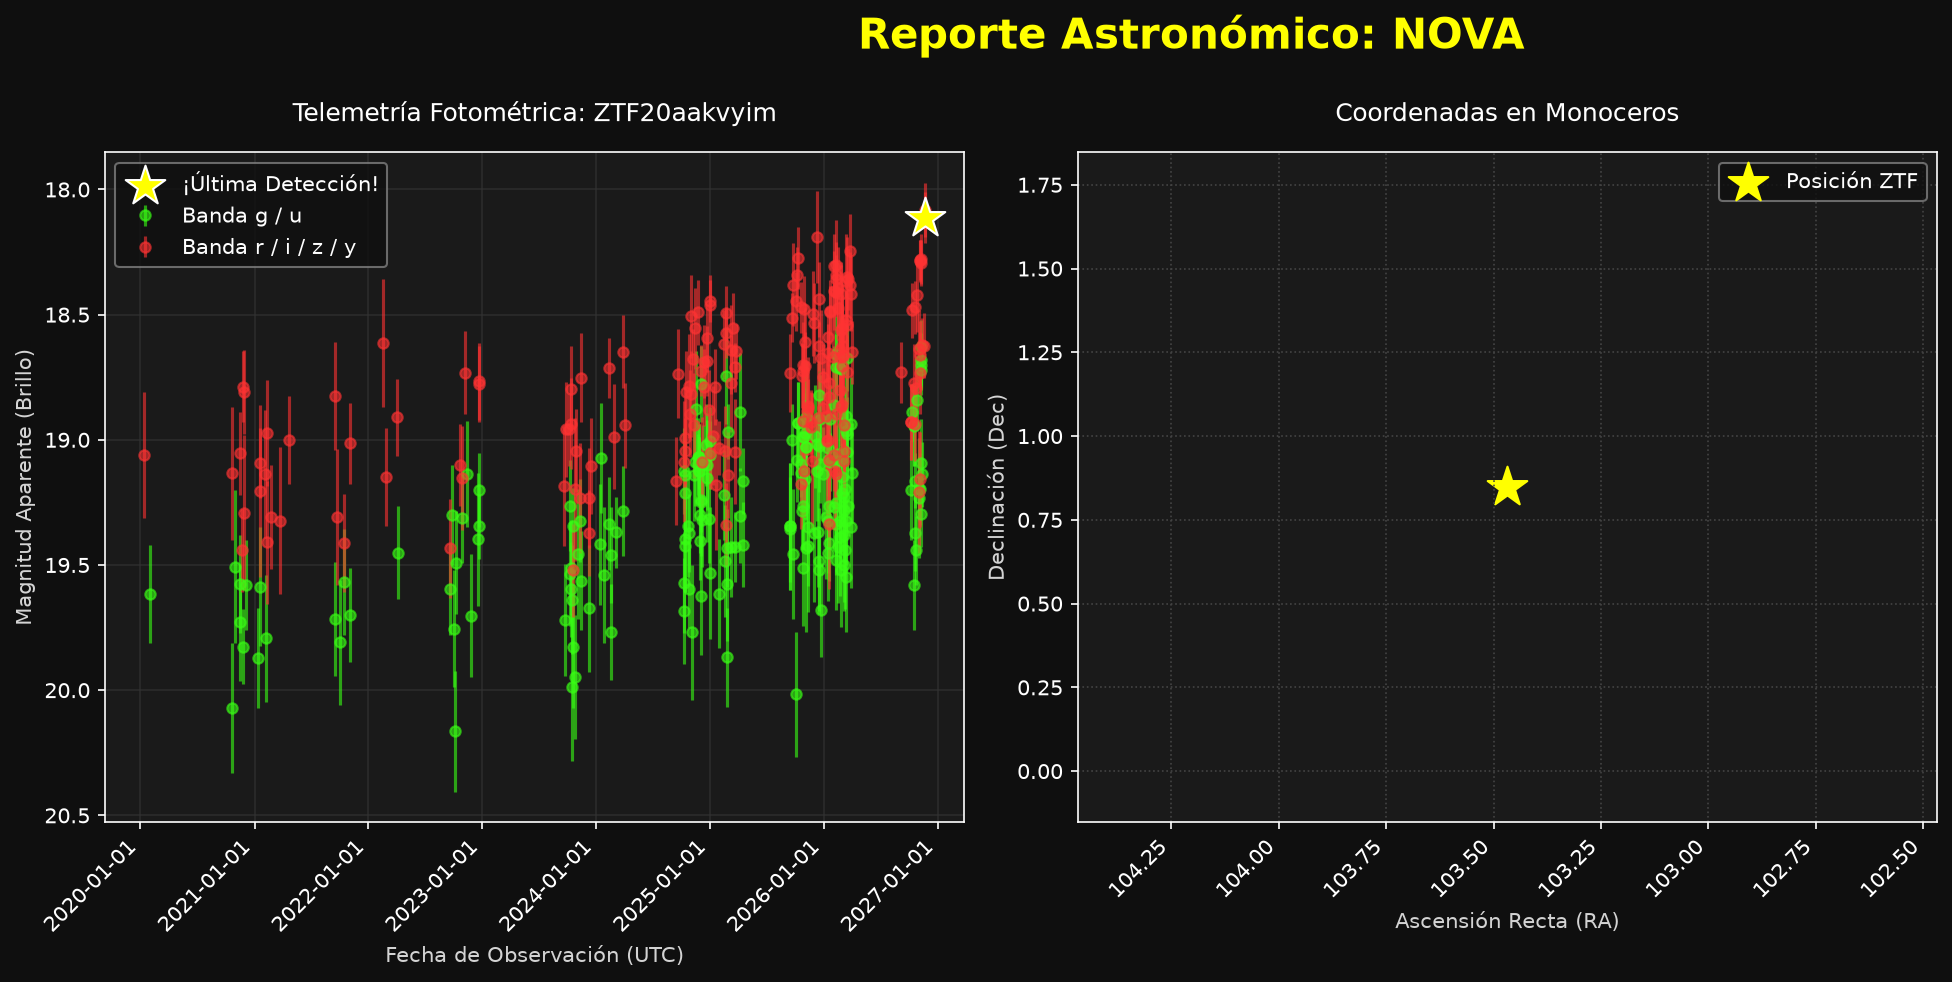 Reporte Astronómico: NOVA
Telemetría Fotométrica: ZTF20aakvyim
¡Última Detección!
Banda g / u
Banda r / i / z / y
Magnitud Aparente (Brillo)
18.0
18.5
19.0
19.5
20.0
20.5
2020-01-01
2021-01-01
2022-01-01
2023-01-01
2024-01-01
2025-01-01
2026-01-01
2027-01-01
Fecha de Observación (UTC)
Coordenadas en Monoceros
Posición ZTF
Declinación (Dec)
1.75
1.50
1.25
1.00
0.75
0.50
0.25
0.00
104.25
104.00
103.75
103.50
103.25
103.00
102.75
102.50
Ascensión Recta (RA)